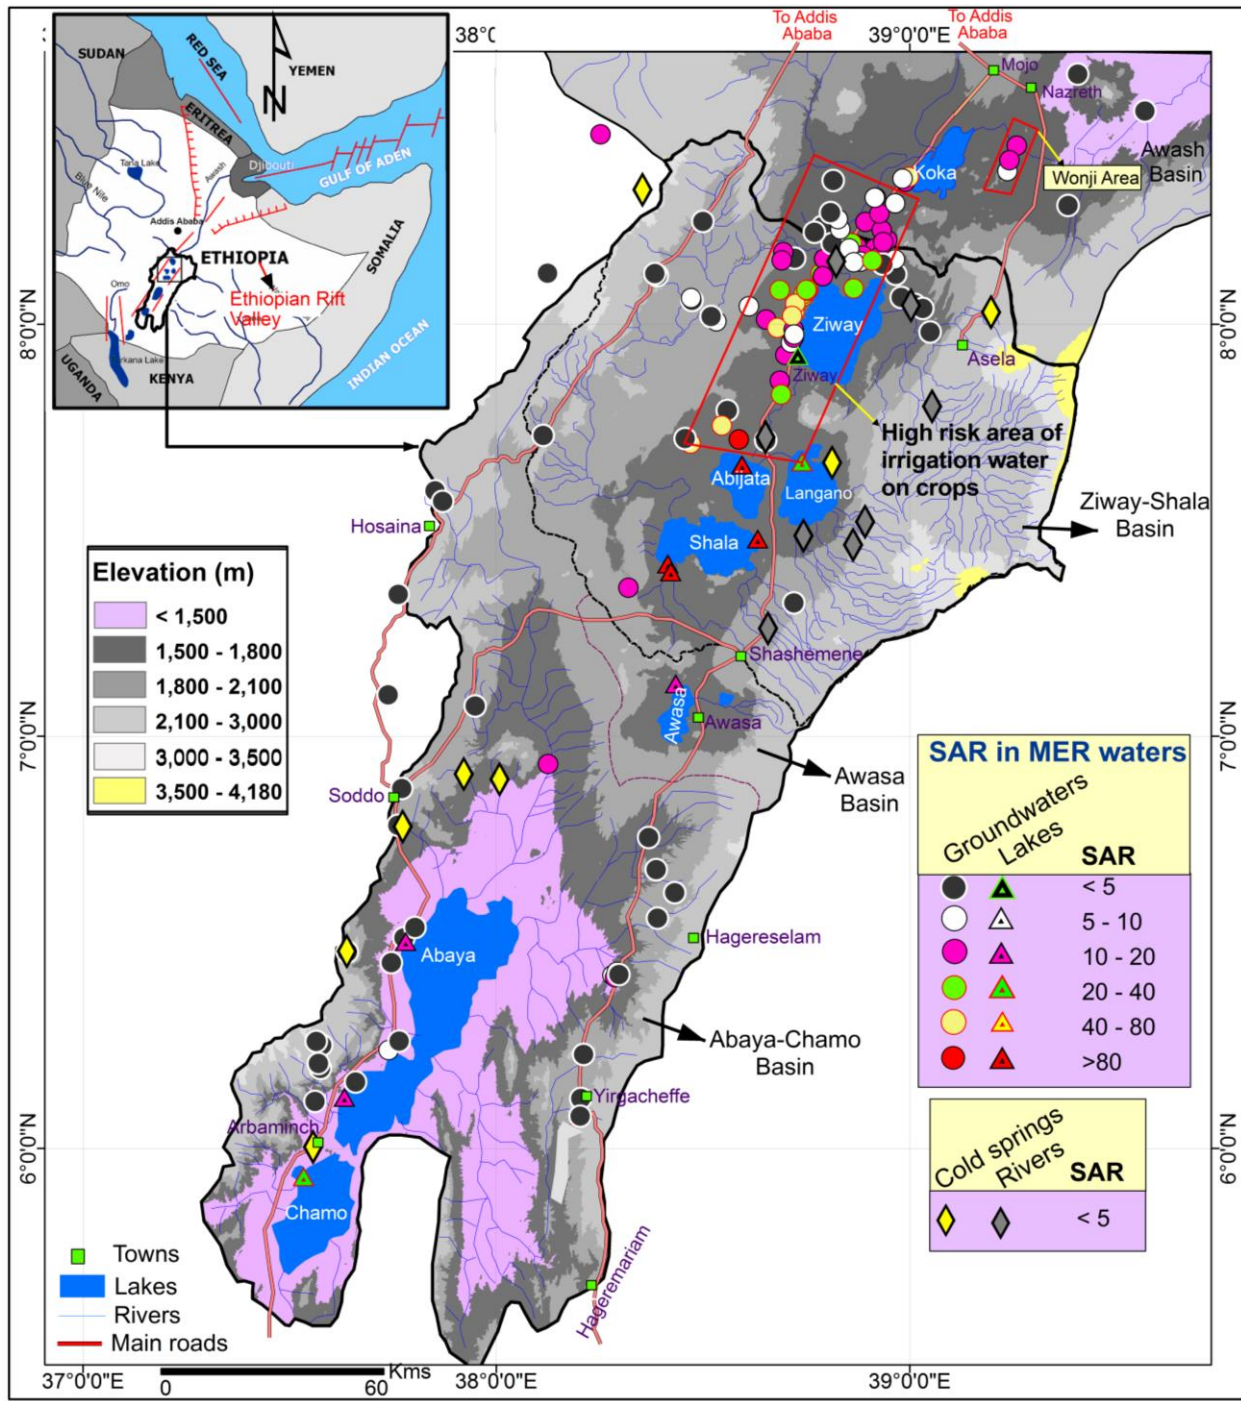 To Addis
Ababa
To Addis
Ababa
38°
39°0'0"E
SUDAN
RED SEA
YEMEN
N
ERITREA
Djibouti
GULF OF ADEN
Tana Lake
Blue Nile
Awash
Addis Ababa
ETHIOPIA
SOMALIA
Omo
Ethiopian Rift
Valley
UGANDA
KENYA
INDIAN OCEAN
Mojo
Nazreth
Koka
Awash
Basin
Wonji Area
8°0'0"N
8°0'0"N
Ziway
Ziway
Asela
High risk area of
irrigation water
on crops
Abijata
Langano
Ziway-Shala
Basin
Hosaina
Shala
Elevation (m)
< 1,500
1,500 - 1,800
1,800 - 2,100
2,100 - 3,000
3,000 - 3,500
3,500 - 4,180
Shashemene
Awasa
Awasa
7°0'0"N
7°0'0"N
Awasa
Basin
Soddo
SAR in MER waters
Groundwaters
Lakes
SAR
< 5
5 - 10
10 - 20
20 - 40
40 - 80
>80
Hagereselam
Abaya
Abaya-Chamo
Basin
Yirgacheffe
Arbaminch
6°0'0"N
6°0'0"N
Cold springs
Rivers
SAR
< 5
Chamo
Hageremariam
Towns
Lakes
Rivers
Main roads
Kms
0
60
37°0'0"E
38°0'0"E
39°0'0"E